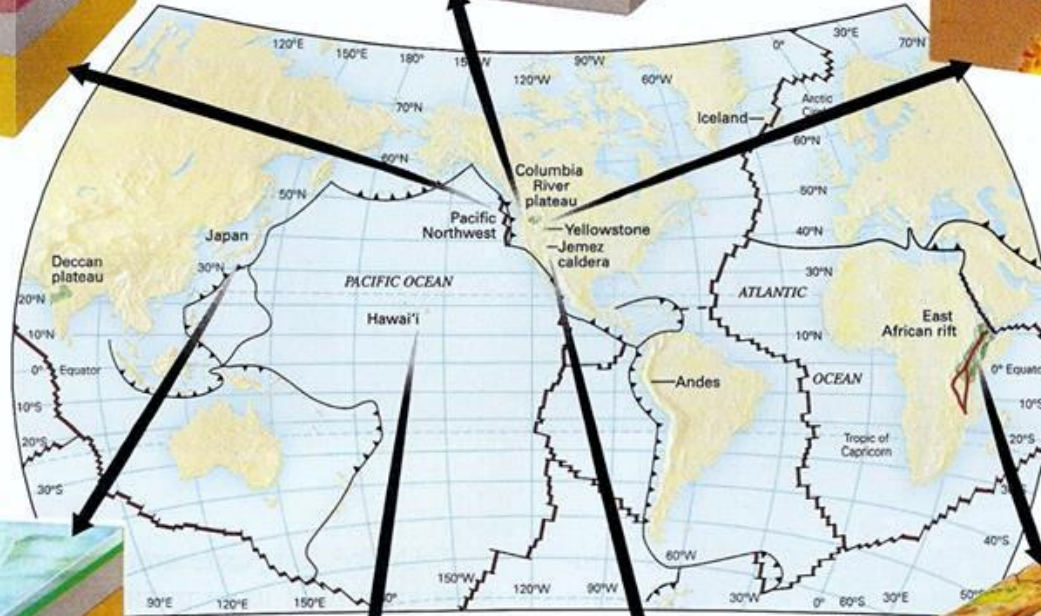 120°E
150°E
180°
120°W
90°W
60°W
0°
30°E
70°N
70°N
Iceland
60°N
60°N
Columbia
River
plateau
50°N
50°N
Pacific
Northwest
Yellowstone
Jemez
caldera
40°N
Japan
Deccan
plateau
30°N
30°N
PACIFIC OCEAN
ATLANTIC
20°N
Hawai'i
East
African rift
10°N
10°N
0°
Equator
0°
Andes
OCEAN
10°S
10°S
20°S
Tropic of
Capricorn
20°S
30°S
40°S
60°W
90°E
120°E
150°E
150°W
120°W
90°W
30°W
0°
60°S
30°E